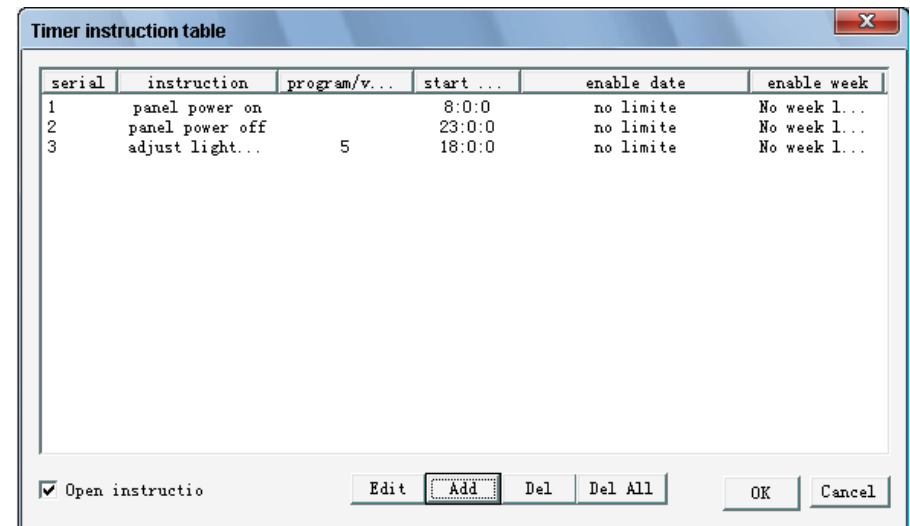 Timer instruction table
serial instruction program/v... start ... enable date enable week
1 panel power on 8:0:0 no limite No week l...
2 panel power off 23:0:0 no limite No week l...
3 adjust light... 5 18:0:0 no limite No week l...
Open instructio Edit Add Del Del All OK Cancel